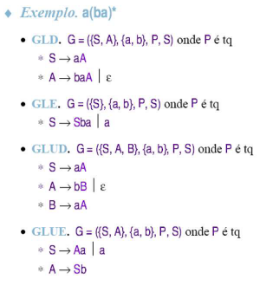 Exemplo. a(ba)*
GLD. G = ({S, A}, {a, b}, P, S) onde P é tq
S → aA
A → baA | ε
GLE. G = ({S}, {a, b}, P, S) onde P é tq
S → Sba | a
GLUD. G = ({S, A, B}, {a, b}, P, S) onde P é tq
S → aA
A → bB | ε
B → aA
GLUE. G = ({S, A}, {a, b}, P, S) onde P é tq
S → Aa | a
A → Sb